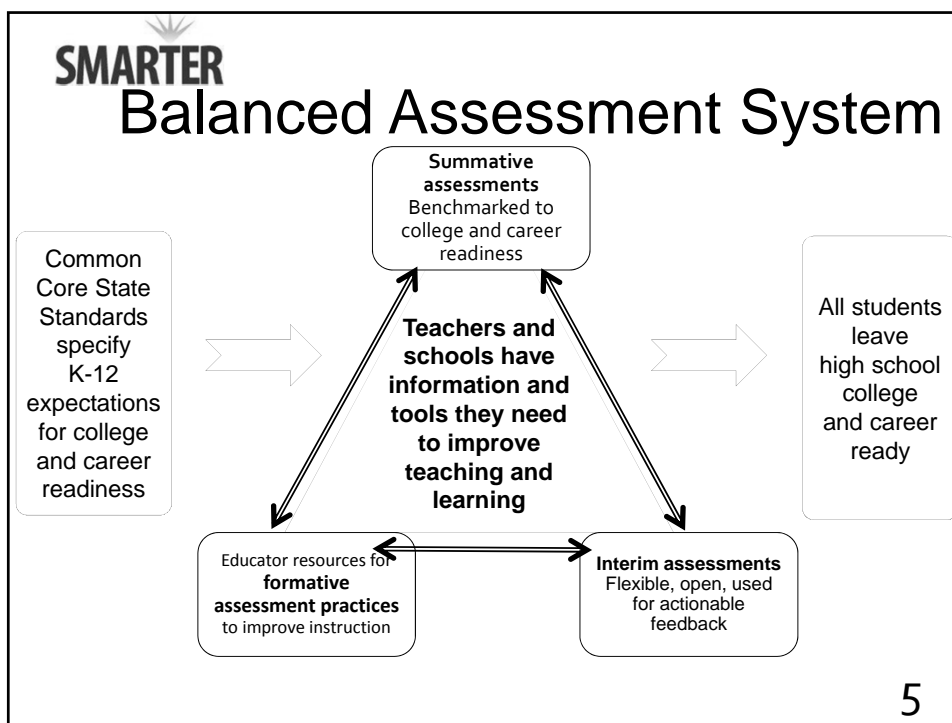 SMARTER
Balanced Assessment System
Summative
assessments
Benchmarked to
college and career
readiness
Common
Core State
Standards
specify
K-12
expectations
for college
and career
readiness
Teachers and
schools have
information and
tools they need
to improve
teaching and
learning
All students
leave
high school
college
and career
ready
Educator resources for
formative
assessment practices
to improve instruction
Interim assessments
Flexible, open, used
for actionable
feedback
5